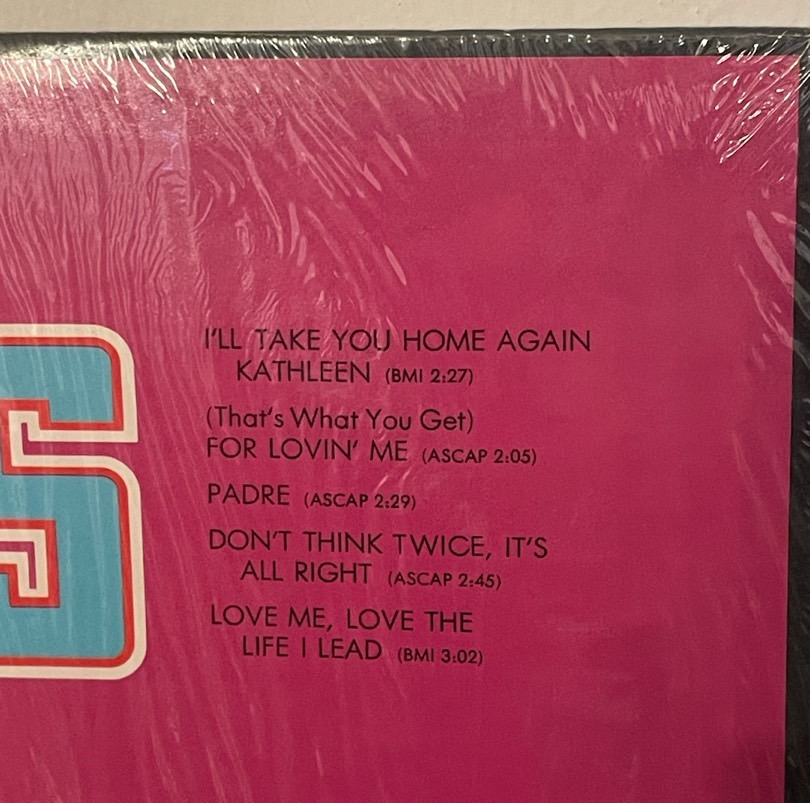 S
I'LL TAKE YOU HOME AGAIN
KATHLEEN (BMI 2:27)
(That's What You Get)
FOR LOVIN' ME (ASCAP 2:05)
PADRE (ASCAP 2:29)
DON'T THINK TWICE, IT'S
ALL RIGHT (ASCAP 2:45)
LOVE ME, LOVE THE
LIFE I LEAD (BMI 3:02)